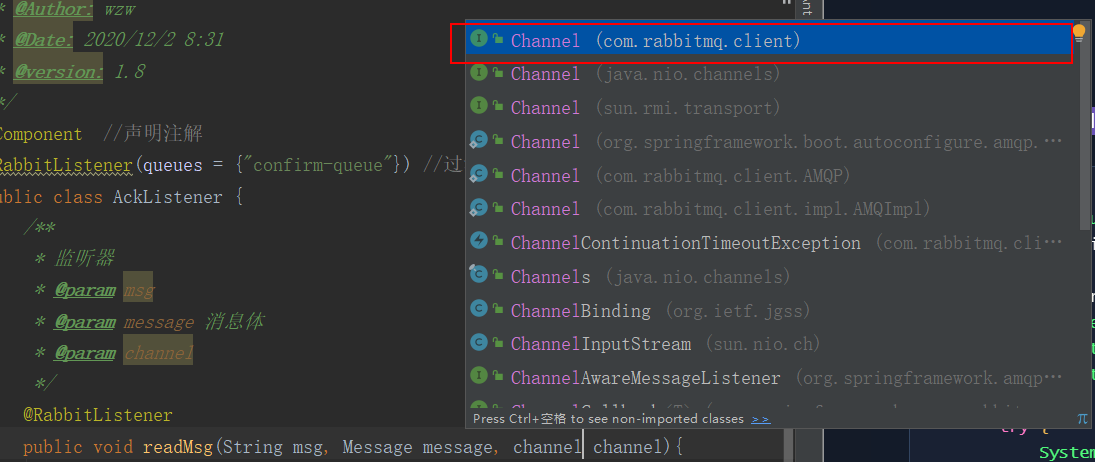 * @Author: wzw
* @Date: 2020/12/2 8:31
* @version: 1.8
*/
Component //声明注解
RabbitListener(queues = {"confirm-queue"}) //过
public class AckListener {
/**
* 监听器
* @param msg
* @param message 消息体
* @param channel
*/
@RabbitListener
public void readMsg(String msg, Message message, channel channel){
Channel (com.rabbitmq.client)
Channel (java.nio.channels)
Channel (sun.rmi.transport)
Channel (org.springframework.boot.autoconfigure.amqp.…
Channel (com.rabbitmq.client.AMQP)
Channel (com.rabbitmq.client.impl.AMQImpl)
ChannelContinuationTimeoutException (com.rabbitmq.cli…
Channels (java.nio.channels)
ChannelBinding (org.ietf.jgss)
ChannelInputStream (sun.nio.ch)
ChannelAwareMessageListener (org.springframework.amqp…
Press Ctrl+空格 to see non-imported classes >>
π
try {
System